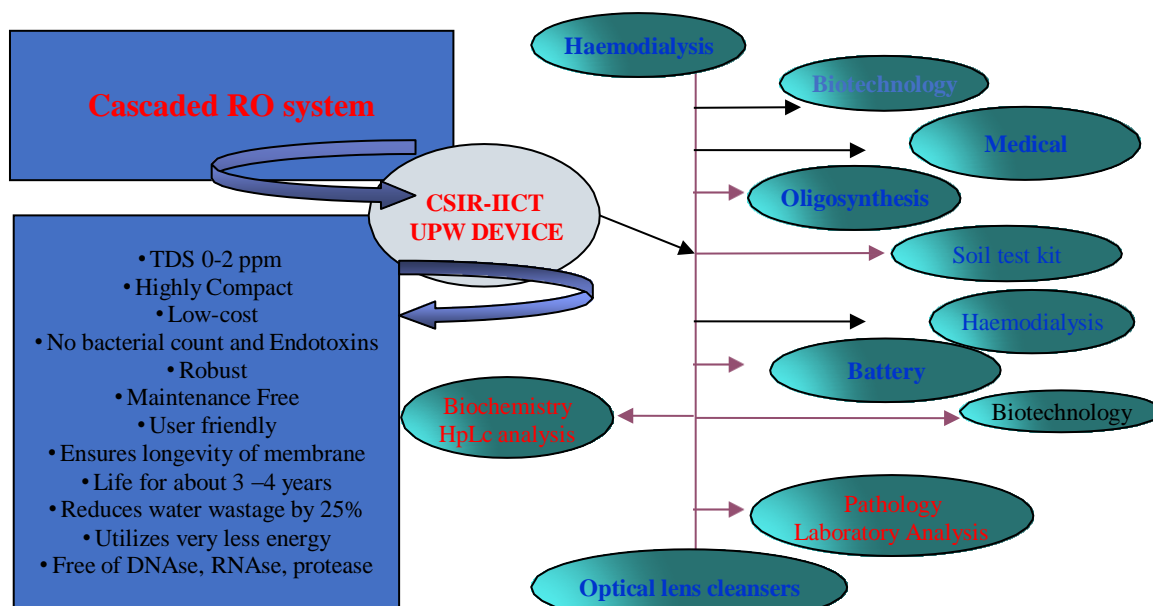 Cascaded RO system
CSIR-IICT
UPW DEVICE
• TDS 0-2 ppm
• Highly Compact
• Low-cost
• No bacterial count and Endotoxins
• Robust
• Maintenance Free
• User friendly
• Ensures longevity of membrane
• Life for about 3 –4 years
• Reduces water wastage by 25%
• Utilizes very less energy
• Free of DNAse, RNAse, protease
Haemodialysis
Biotechnology
Medical
Oligosynthesis
Soil test kit
Haemodialysis
Battery
Biochemistry
HpLc analysis
Biotechnology
Pathology
Laboratory Analysis
Optical lens cleansers